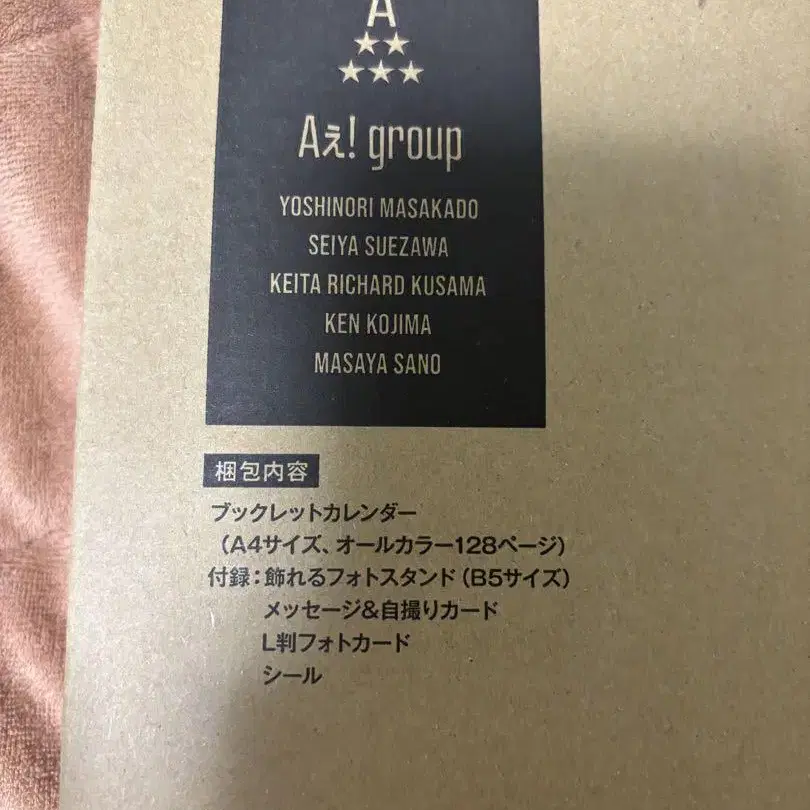 A
Aぇ! group
YOSHINORI MASAKADO
SEIYA SUEZAWA
KEITA RICHARD KUSAMA
KEN KOJIMA
MASAYA SANO
梱包内容
ブックレットカレンダー
（A4サイズ、オールカラー128ページ）
付録：飾れるフォトスタンド（B5サイズ）
メッセージ&自撮りカード
L判フォトカード
シール